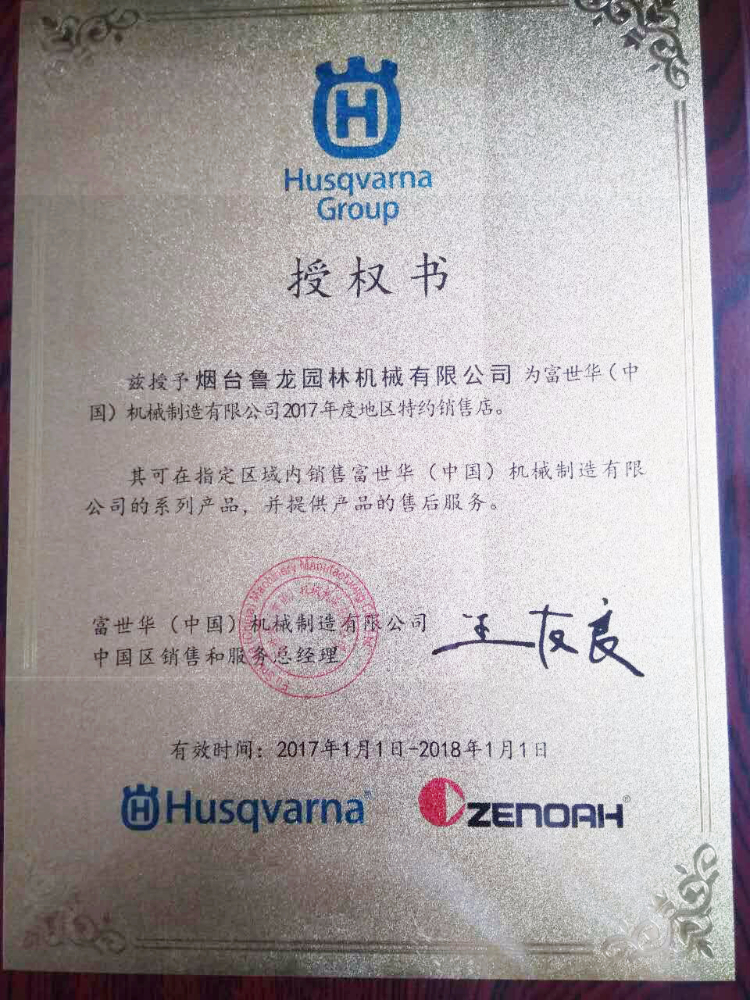 H
Husqvarna
Group
授权书
兹授予烟台鲁龙园林机械有限公司为富世华（中
国）机械制造有限公司2017年度地区特约销售店。
其可在指定区域内销售富世华（中国）机械制造有限
公司的系列产品，并提供产品的售后服务。
富世华（中国）机械制造有限公司
中国区销售和服务总经理
王友良
Machinery Manufacturing Co
有效时间：2017年1月1日-2018年1月1日
H Husqvarna®
ZENOAH®